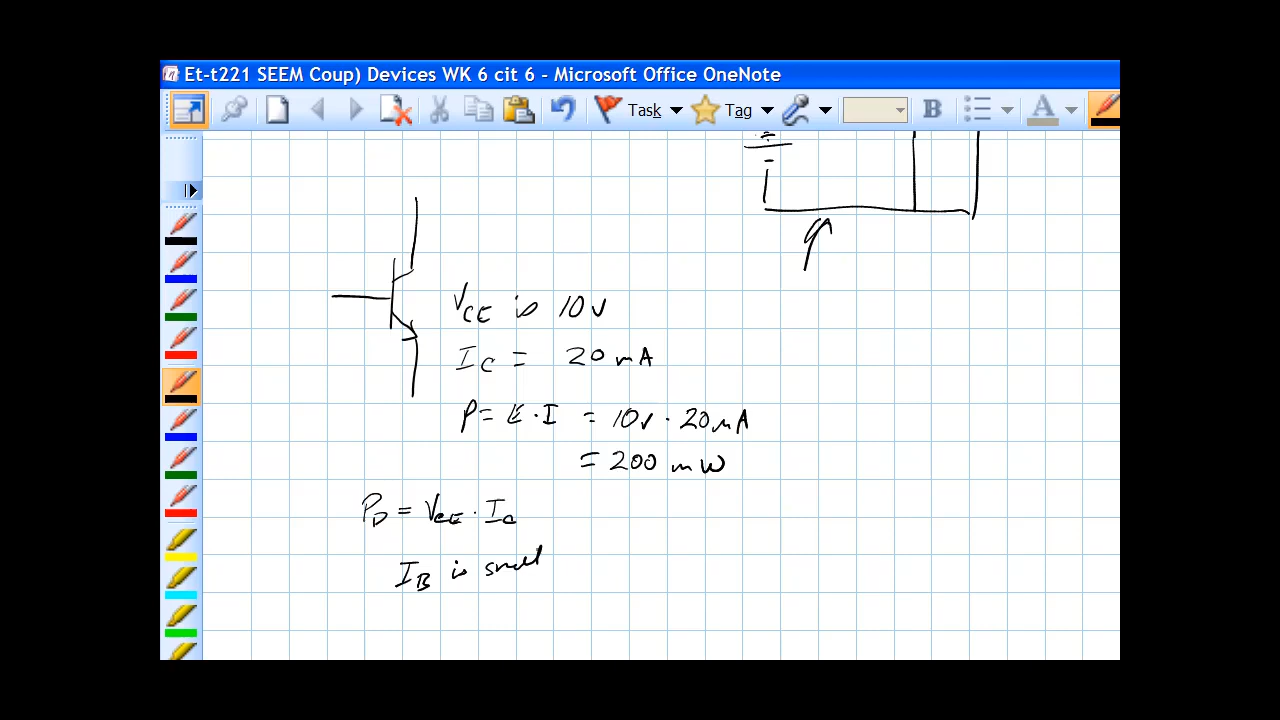 Et-t221 SEEM Coup) Devices WK 6 cit 6 - Microsoft Office OneNote
Task Tag B A
VCE is 10v
IC = 20mA
P = E · I = 10v · 20mA
= 200 mW
PD = VCE · IC
IB is small